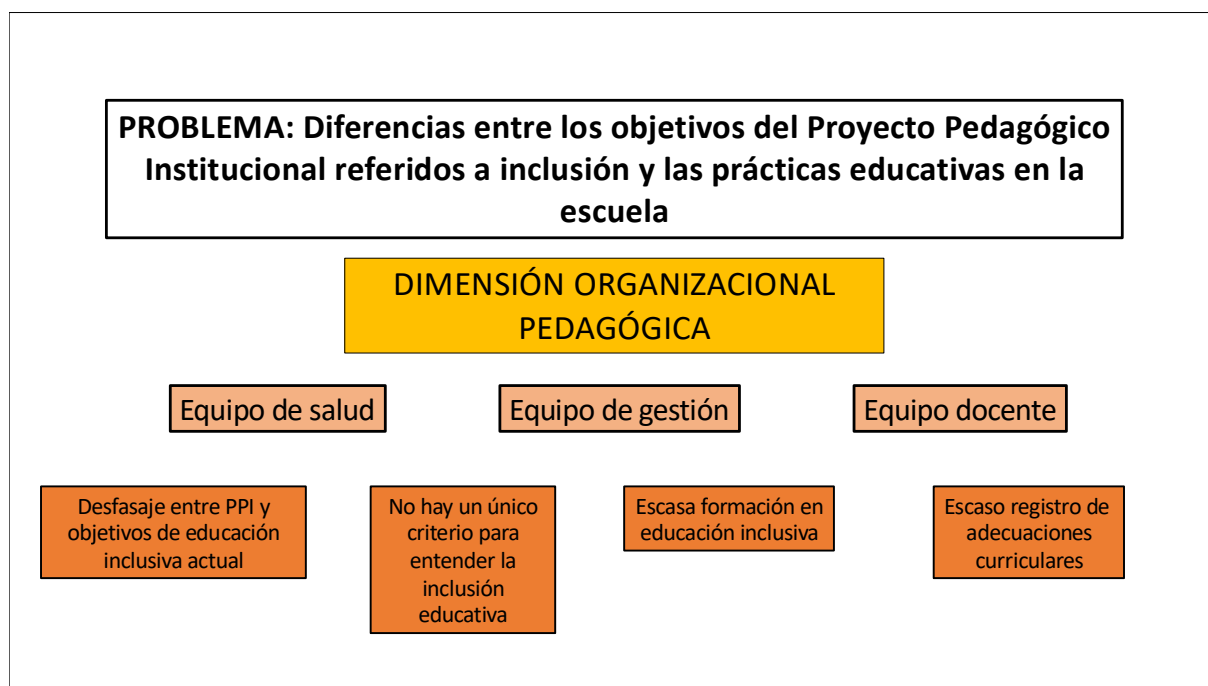 PROBLEMA: Diferencias entre los objetivos del Proyecto Pedagógico
Institucional referidos a inclusión y las prácticas educativas en la
escuela
DIMENSIÓN ORGANIZACIONAL
PEDAGÓGICA
Equipo de salud
Equipo de gestión
Equipo docente
Desfasaje entre PPI y
objetivos de educación
inclusiva actual
No hay un único
criterio para
entender la
inclusión
educativa
Escasa formación en
educación inclusiva
Escaso registro de
adecuaciones
curriculares